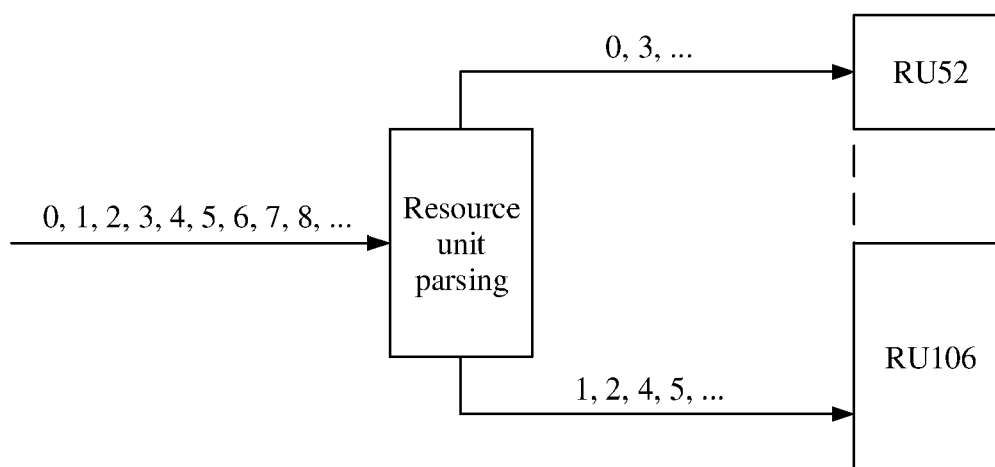 0, 3, ...
RU52
0, 1, 2, 3, 4, 5, 6, 7, 8, ...
Resource
unit
parsing
RU106
1, 2, 4, 5, ...